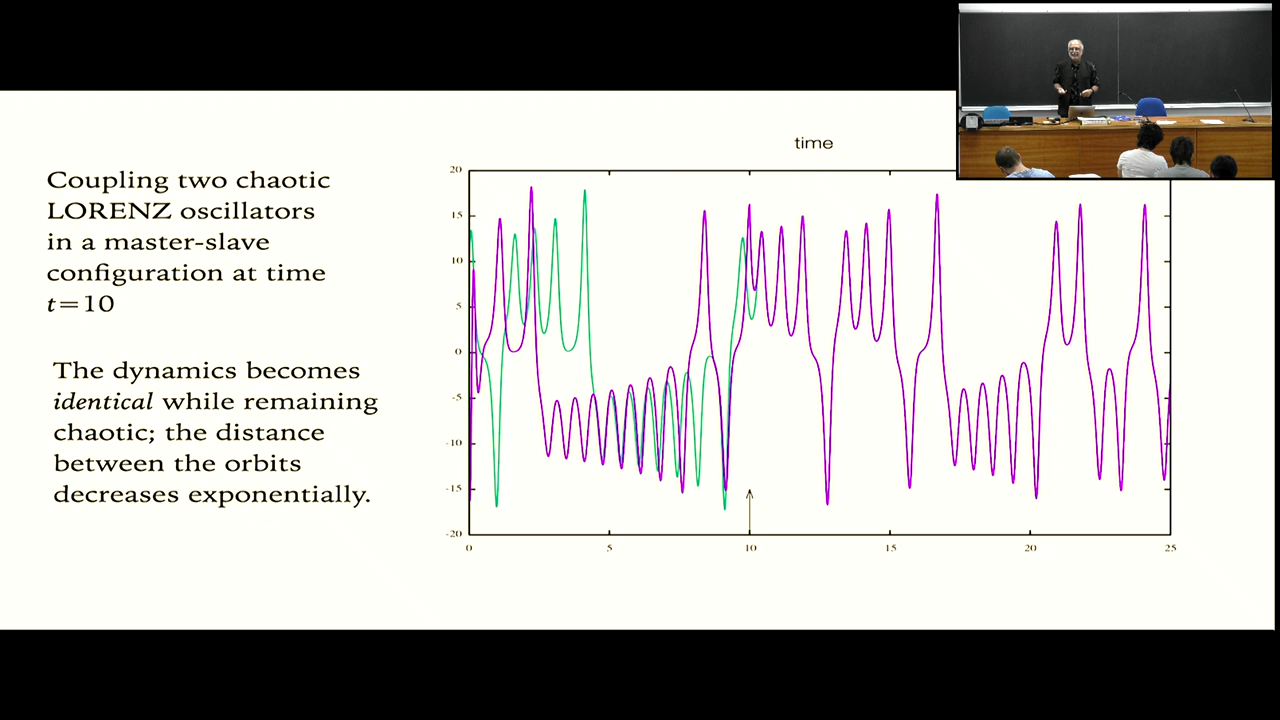 Coupling two chaotic
LORENZ oscillators
in a master-slave
configuration at time
t=10
The dynamics becomes
identical while remaining
chaotic; the distance
between the orbits
decreases exponentially.
time
20
15
10
5
0
-5
-10
-15
-20
0 5 10 15 20 25